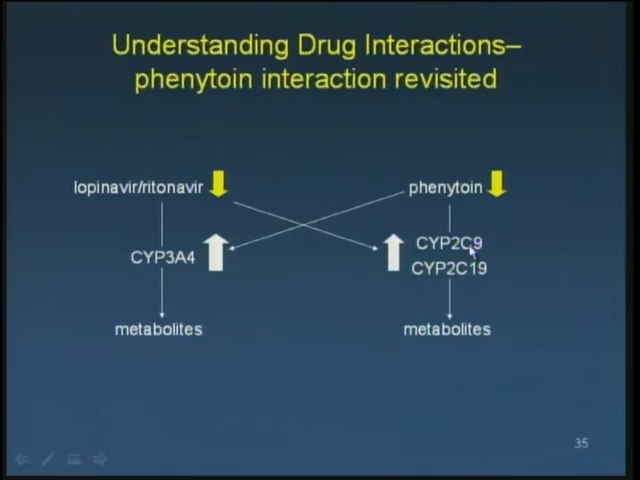 Understanding Drug Interactions–
phenytoin interaction revisited
lopinavir/ritonavir
phenytoin
CYP3A4
CYP2C9
CYP2C19
metabolites
metabolites
35